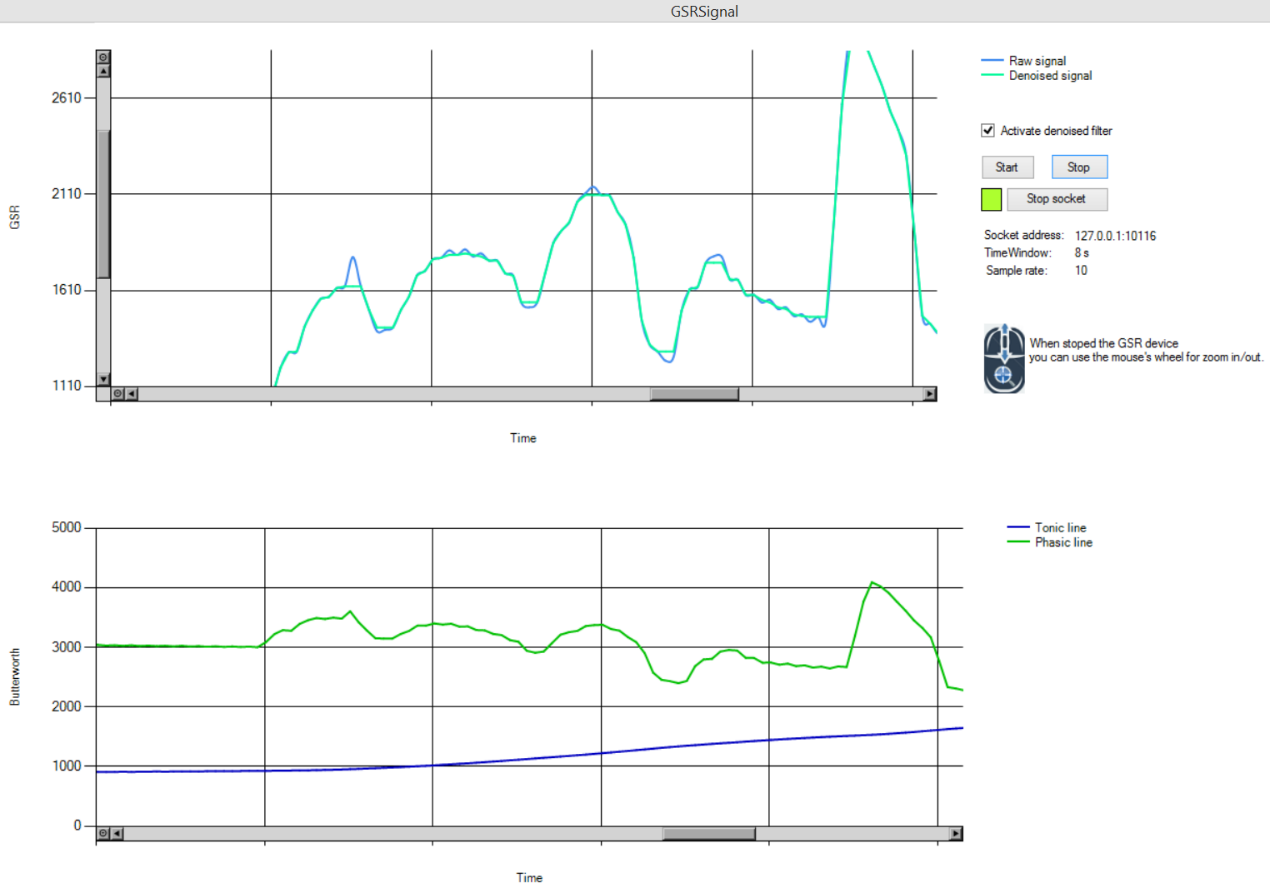 GSRSignal
2610
2110
1610
1110
GSR
Time
Raw signal
Denoised signal
Activate denoised filter
Start Stop
Stop socket
Socket address: 127.0.0.1:10116
TimeWindow: 8 s
Sample rate: 10
When stoped the GSR device
you can use the mouse's wheel for zoom in/out.
5000
4000
3000
2000
1000
0
Butterworth
Time
Tonic line
Phasic line